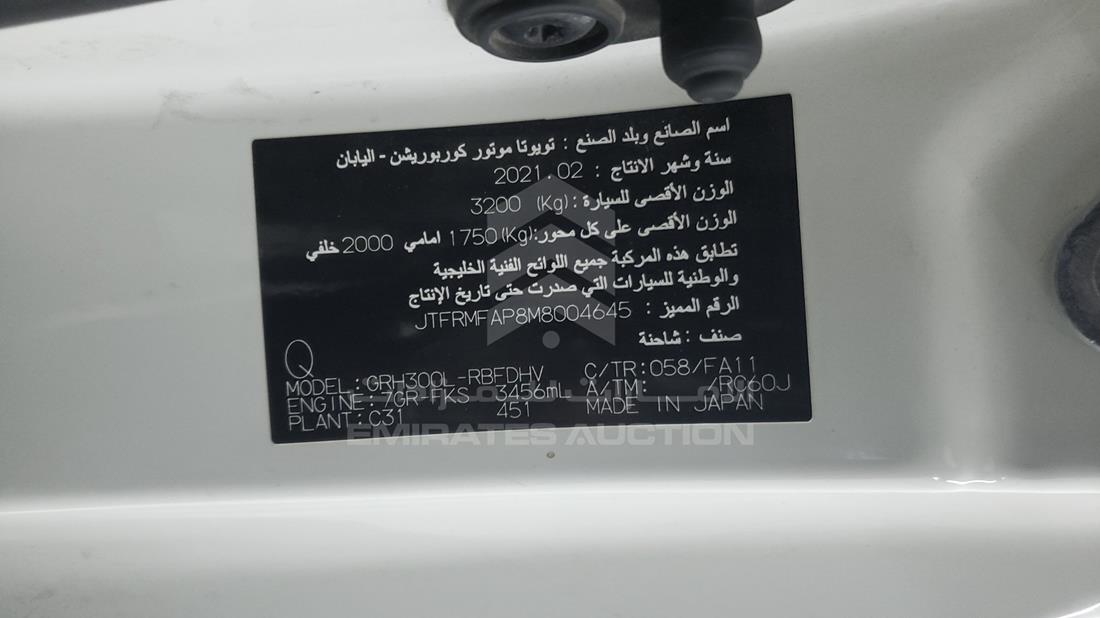 اسم الصانع وبلد الصنع : تويوتا موتور كوربوريشن - اليابان
سنة وشهر الانتاج : 2021.02
الوزن الأقصى للسيارة : 3200 (Kg)
الوزن الأقصى على كل محور: 1750(Kg) امامي 2000 خلفي
تطابق هذه المركبة جميع اللوائح الفنية الخليجية
والوطنية للسيارات التي صدرت حتى تاريخ الإنتاج
الرقم المميز : JTFRMFAP8M8004645
صنف : شاحنة
Q
MODEL:GRH300L-RBFDHV C/TR:058/FA11
ENGINE:7GR-FKS 3456mL A/TM: /RC60J
PLANT:C31 451 MADE IN JAPAN
الإمارات للمزادات
EMIRATES AUCTION